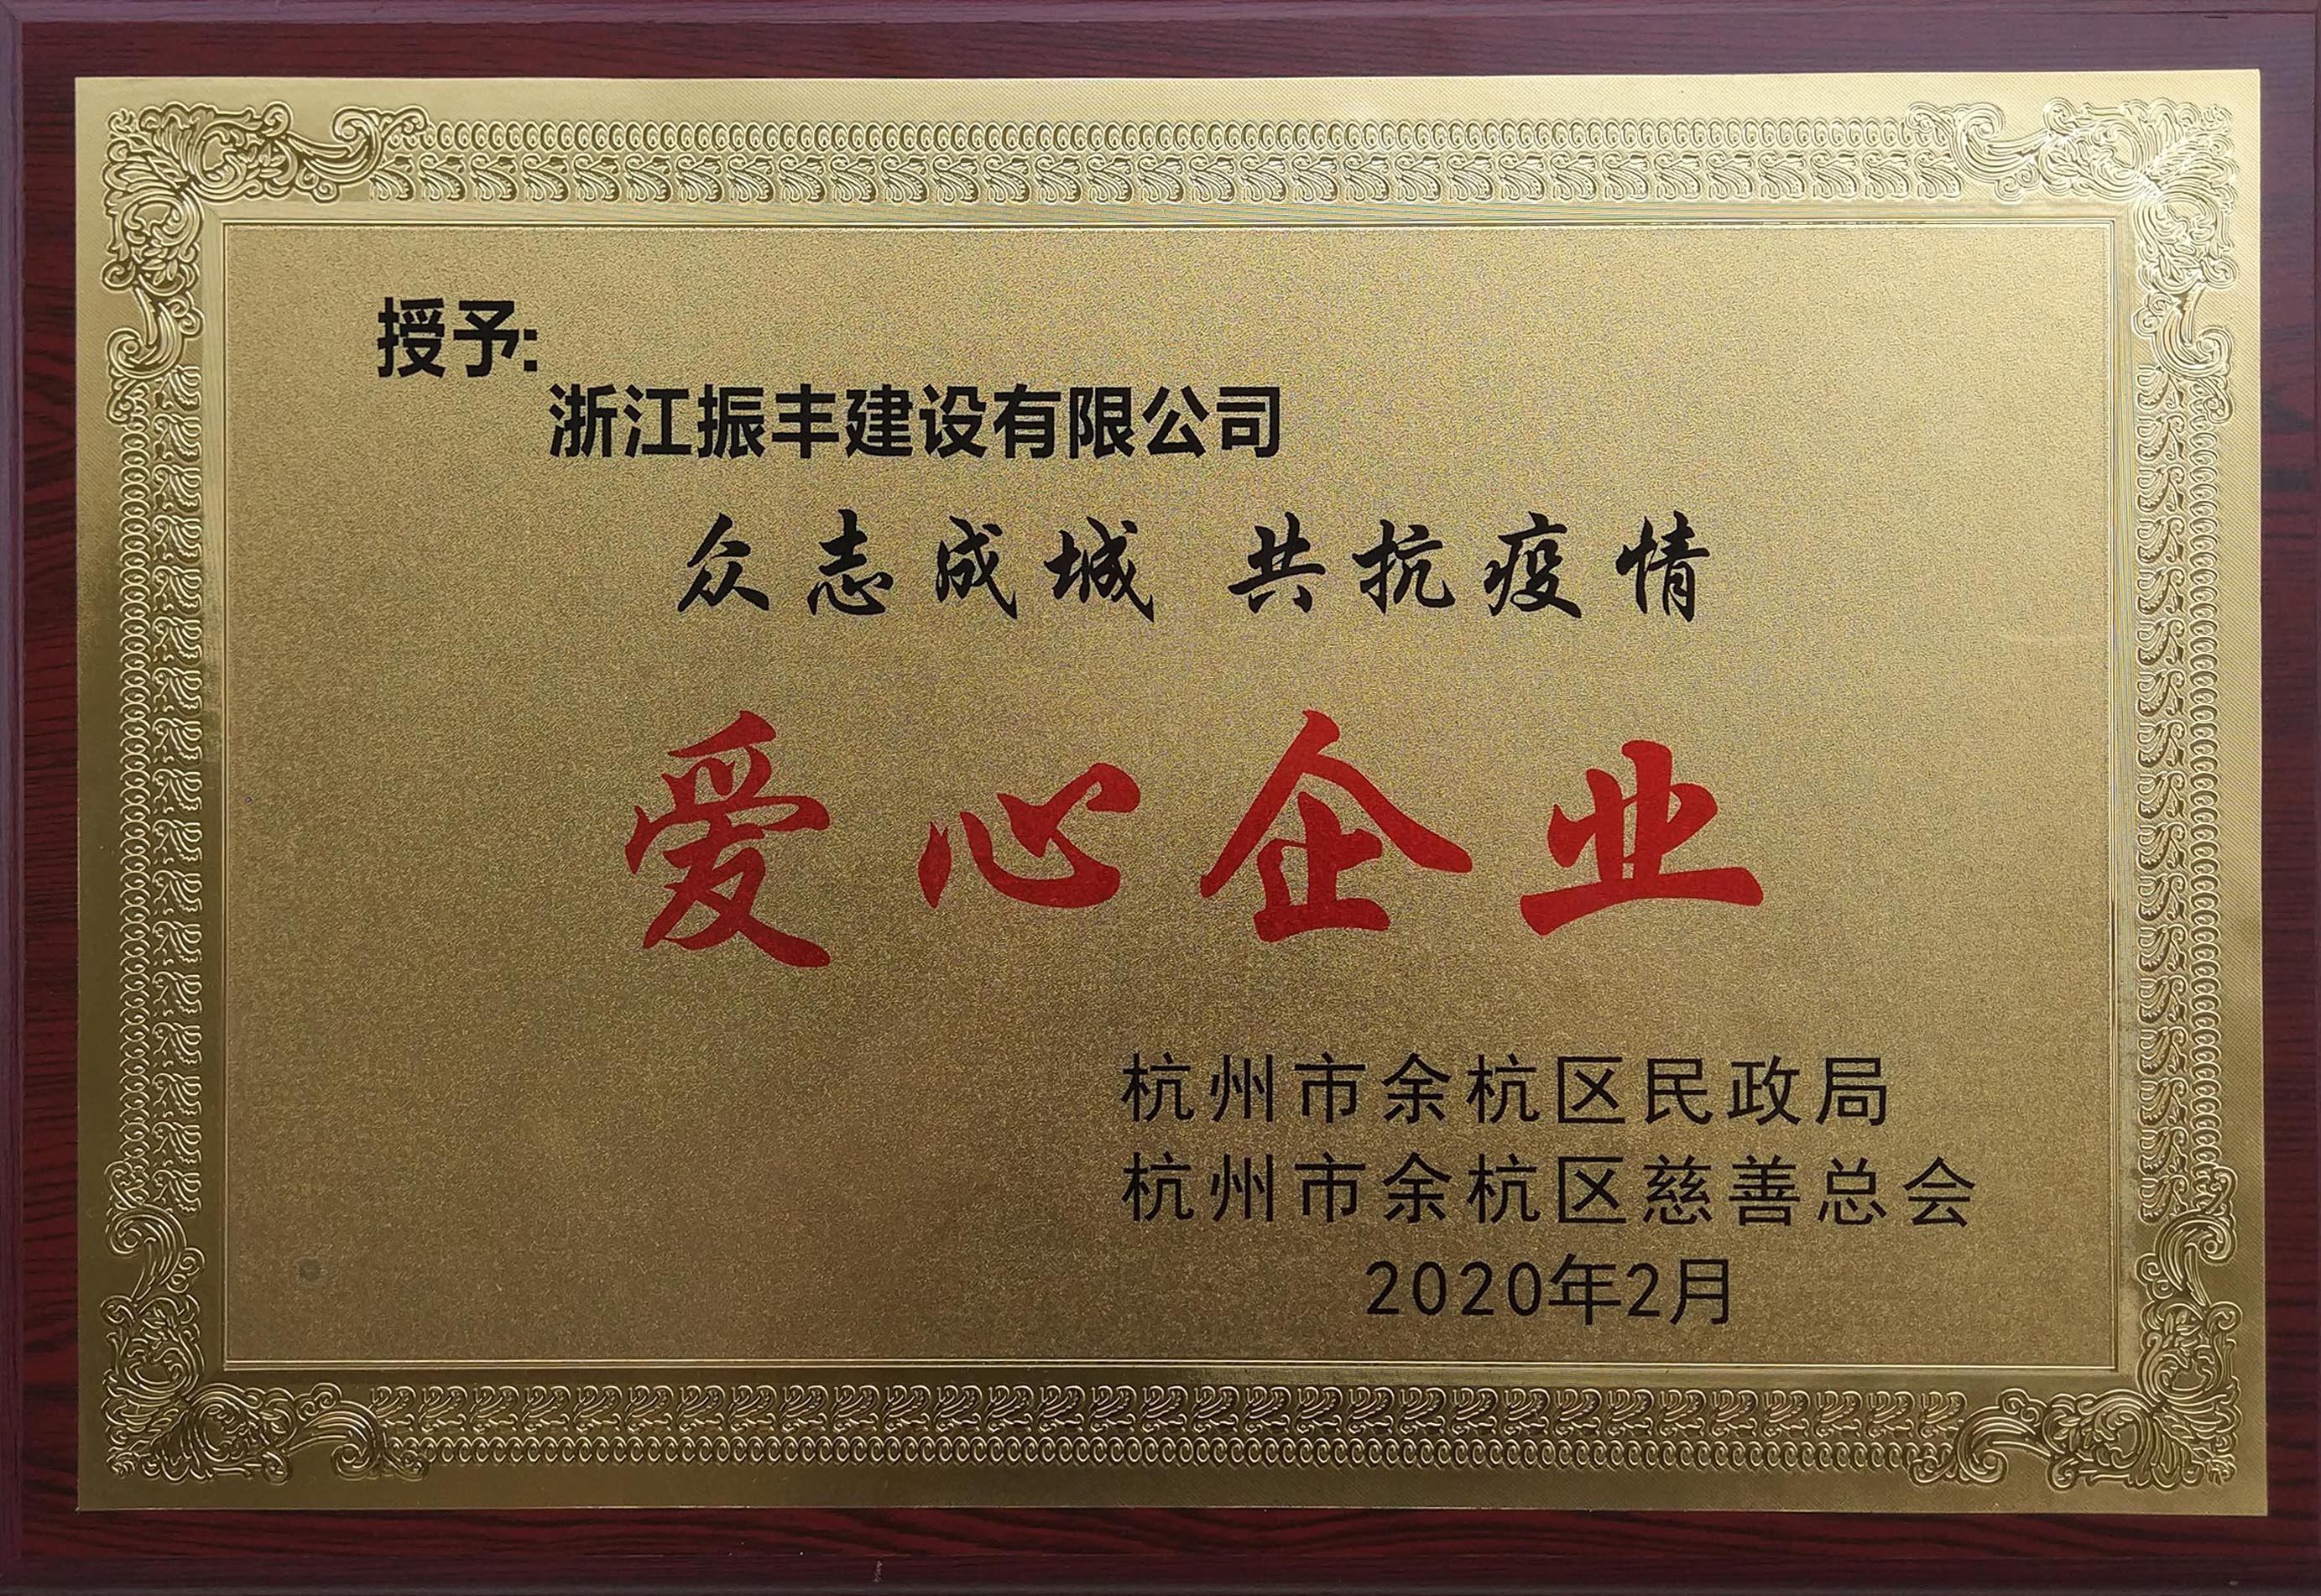 授予:
浙江振丰建设有限公司
众志成城 共抗疫情
爱心企业
杭州市余杭区民政局
杭州市余杭区慈善总会
2020年2月